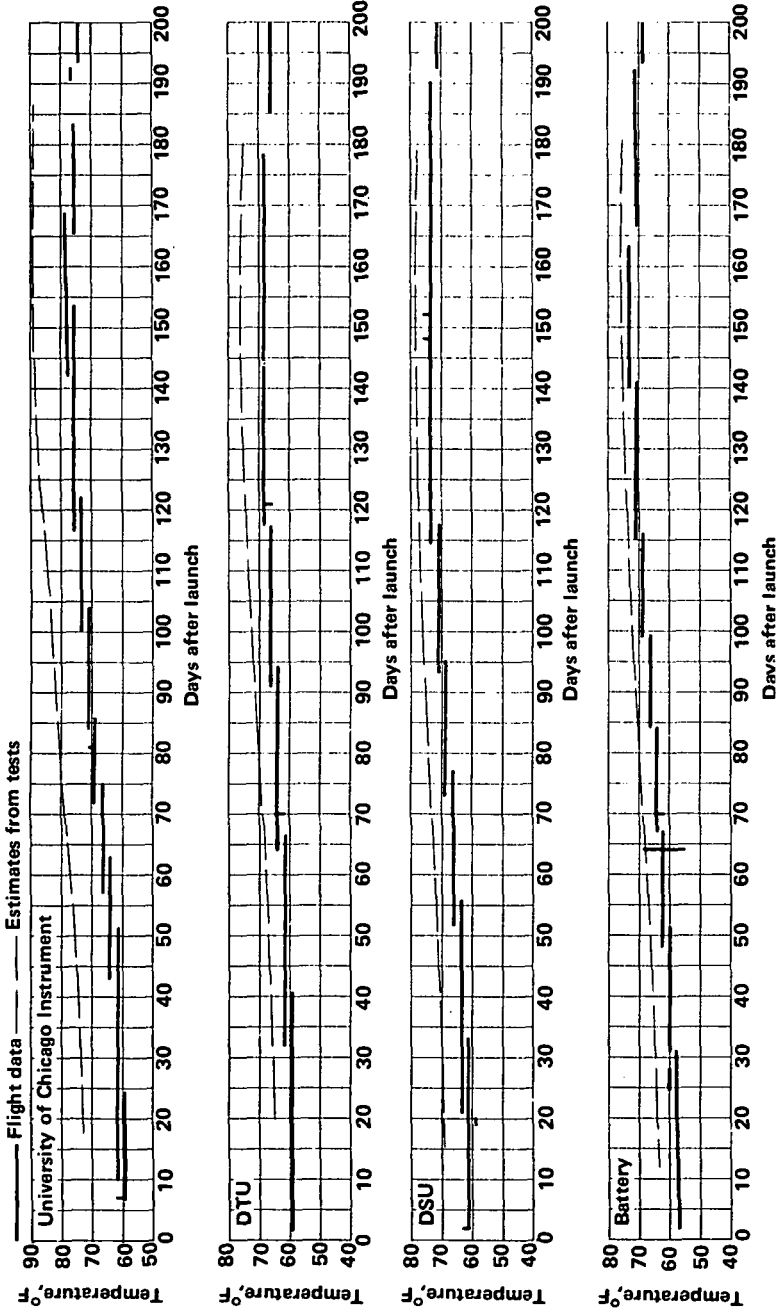 Flight data
Estimates from tests
University of Chicago Instrument
Temperature,°F
90
80
70
60
50
0 10 20 30 40 50 60 70 80 90 100 110 120 130 140 150 160 170 180 190 200
Days after launch
DTU
Temperature,°F
80
70
60
50
40
0 10 20 30 40 50 60 70 80 90 100 110 120 130 140 150 160 170 180 190 200
Days after launch
DSU
Temperature,°F
80
70
60
50
40
0 10 20 30 40 50 60 70 80 90 100 110 120 130 140 150 160 170 180 190 200
Days after launch
Battery
Temperature,°F
80
70
60
50
40
0 10 20 30 40 50 60 70 80 90 100 110 120 130 140 150 160 170 180 190 200
Days after launch